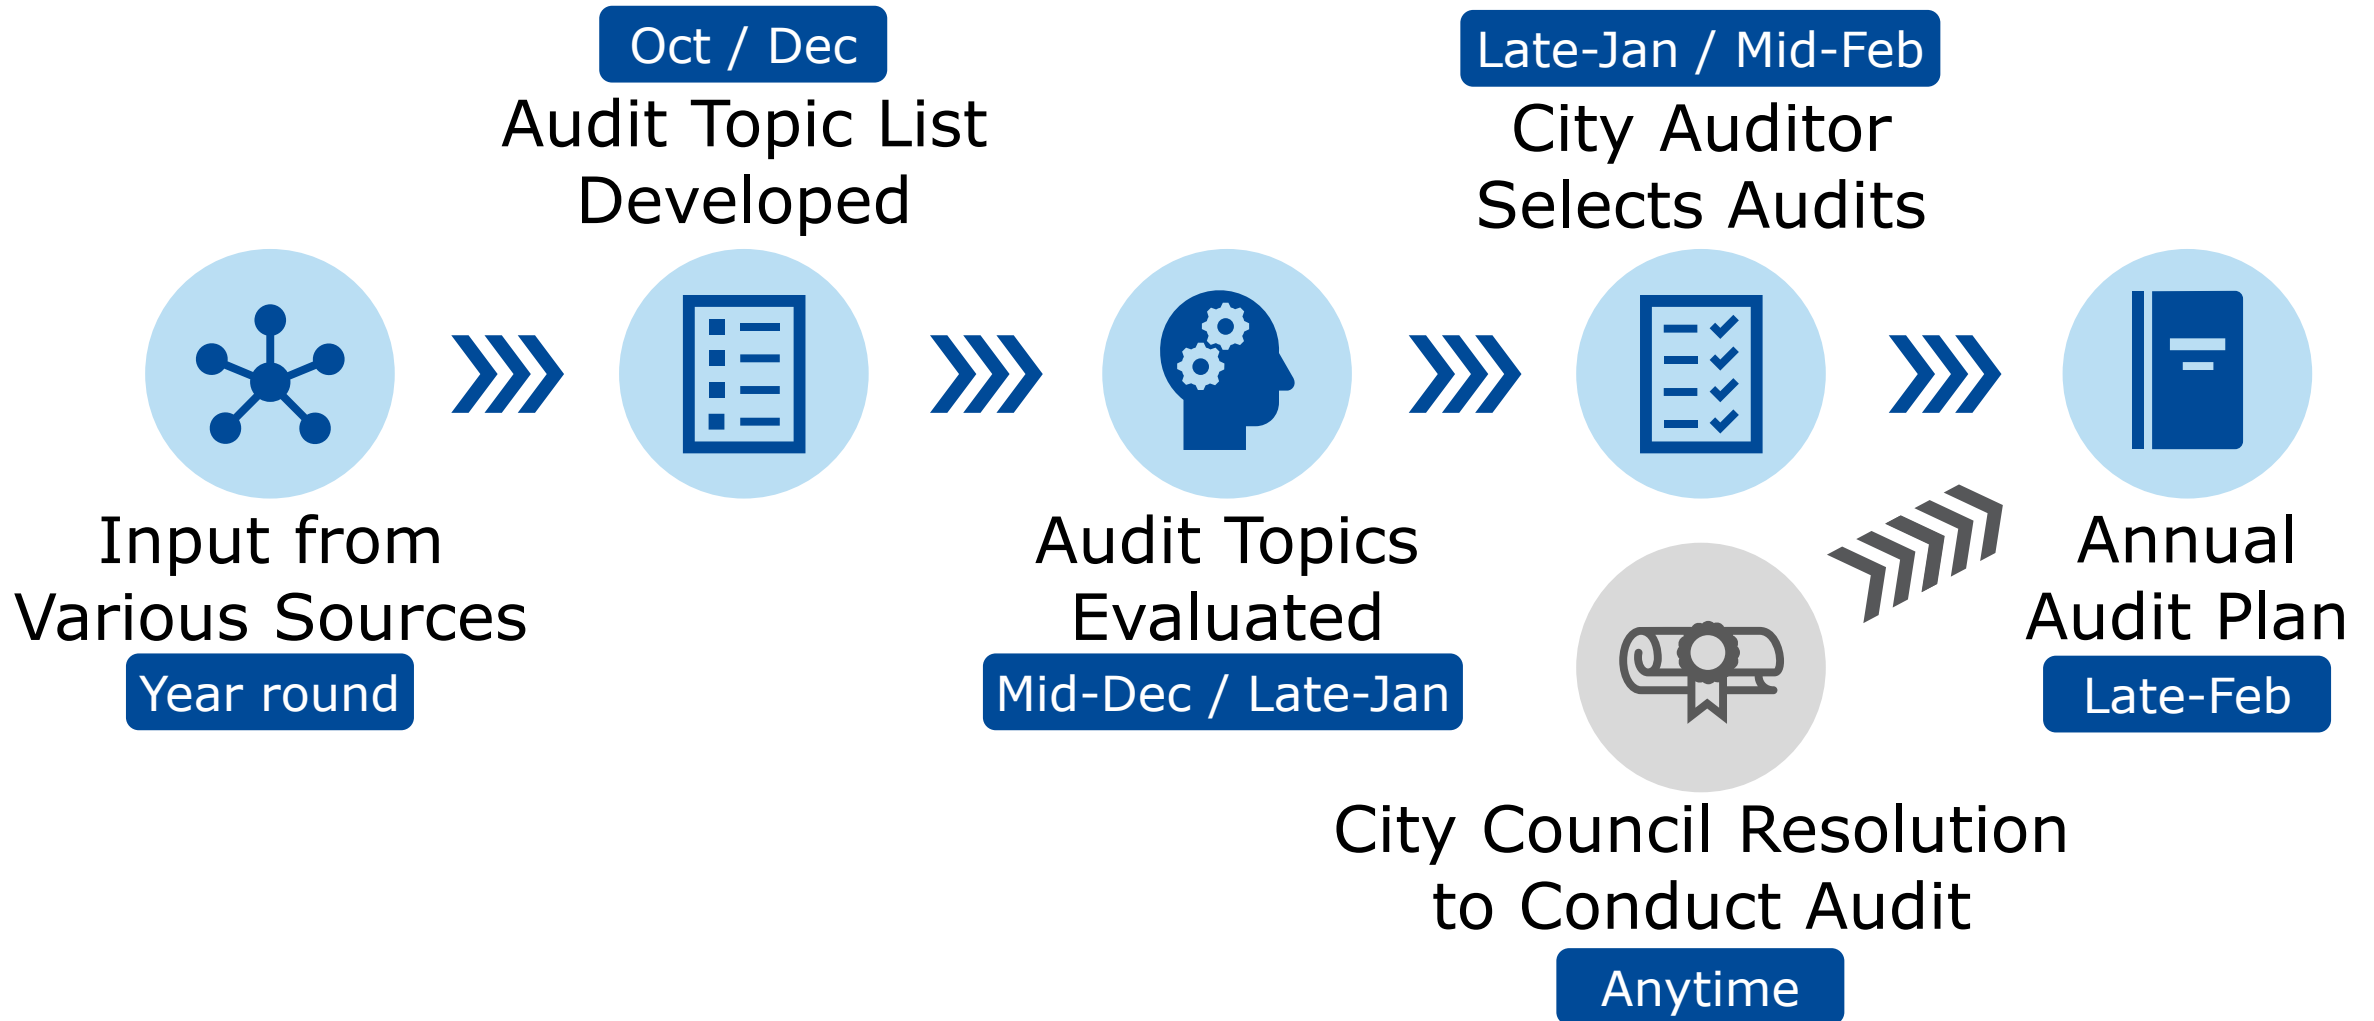 Input from
Various Sources
Year round
Oct / Dec
Audit Topic List
Developed
Audit Topics
Evaluated
Mid-Dec / Late-Jan
Late-Jan / Mid-Feb
City Auditor
Selects Audits
City Council Resolution
to Conduct Audit
Anytime
Annual
Audit Plan
Late-Feb